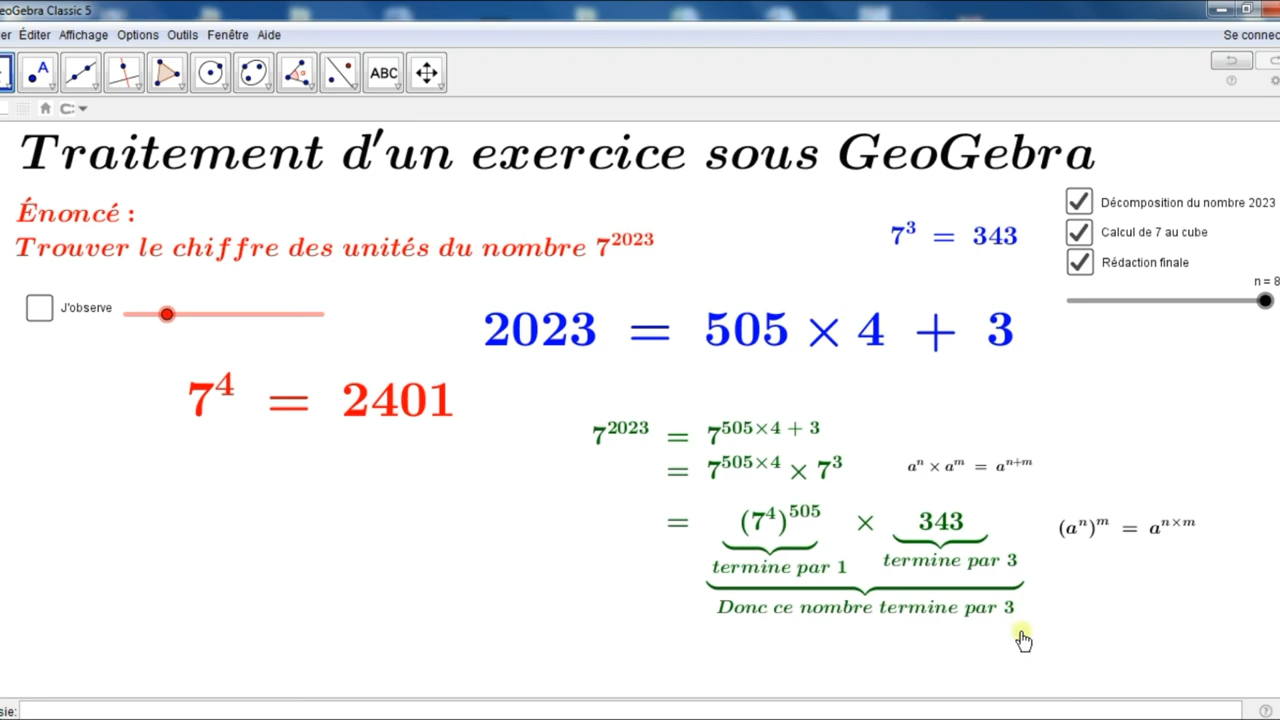 eoGebra Classic 5
er Éditer Affichage Options Outils Fenêtre Aide Se connec
A ABC
Traitement d'un exercice sous GeoGebra
Énoncé :
Trouver le chiffre des unités du nombre 7^2023
7^3 = 343
Décomposition du nombre 2023
Calcul de 7 au cube
Rédaction finale
n = 8
J'observe
2023 = 505 × 4 + 3
7^4 = 2401
7^2023 = 7^(505×4 + 3)
= 7^(505×4) × 7^3 a^n × a^m = a^(n+m)
= (7^4)^505 × 343 (a^n)^m = a^(n×m)
termine par 1 termine par 3
Donc ce nombre termine par 3
sie: